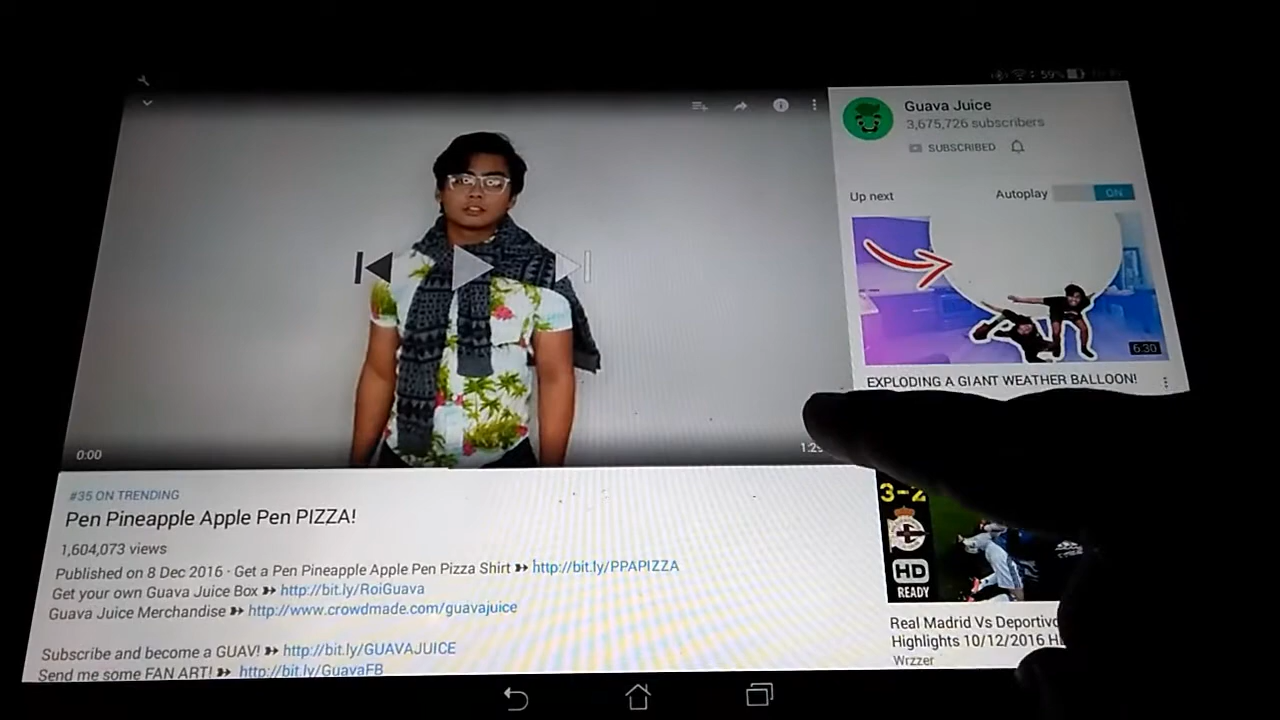 59%
Guava Juice
3,675,726 subscribers
SUBSCRIBED
Up next
Autoplay
ON
6:30
EXPLODING A GIANT WEATHER BALLOON!
0:00
#35 ON TRENDING
Pen Pineapple Apple Pen PIZZA!
1,604,073 views
Published on 8 Dec 2016 · Get a Pen Pineapple Apple Pen Pizza Shirt ➳ http://bit.ly/PPAPIZZA
Get your own Guava Juice Box ➳ http://bit.ly/RoiGuava
Guava Juice Merchandise ➳ http://www.crowdmade.com/guavajuice
Subscribe and become a GUAV! ➳ http://bit.ly/GUAVAJUICE
Send me some FAN ART! ➳ http://bit.ly/GuavaFB
3-2
HD
READY
Real Madrid Vs Deportivo
Highlights 10/12/2016
Wrzzer